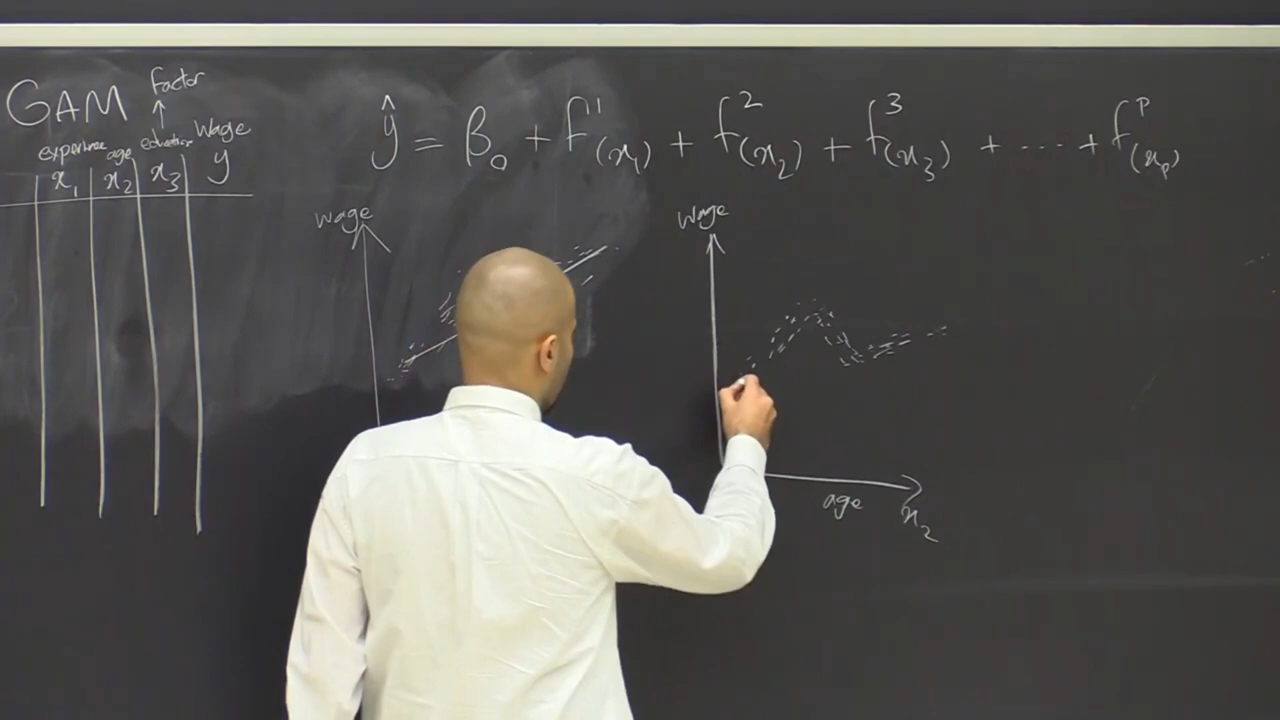 GAM
Factor
↑
experience age education Wage
x₁ x₂ x₃ y
ŷ = β₀ + f¹(x₁) + f²(x₂) + f³(x₃) + .... + fᵖ(xₚ)
wage
wage
age
x₂